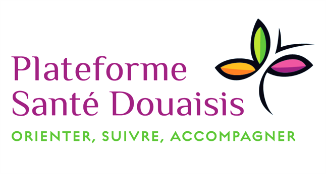 Plateforme
Santé Douaisis
ORIENTER, SUIVRE, ACCOMPAGNER